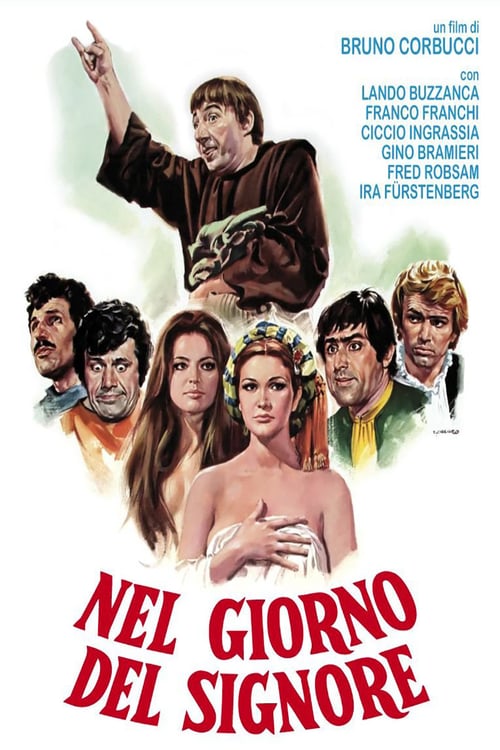 un film di
BRUNO CORBUCCI
con
LANDO BUZZANCA
FRANCO FRANCHI
CICCIO INGRASSIA
GINO BRAMIERI
FRED ROBSAM
IRA FÜRSTENBERG
NEL GIORNO
DEL SIGNORE